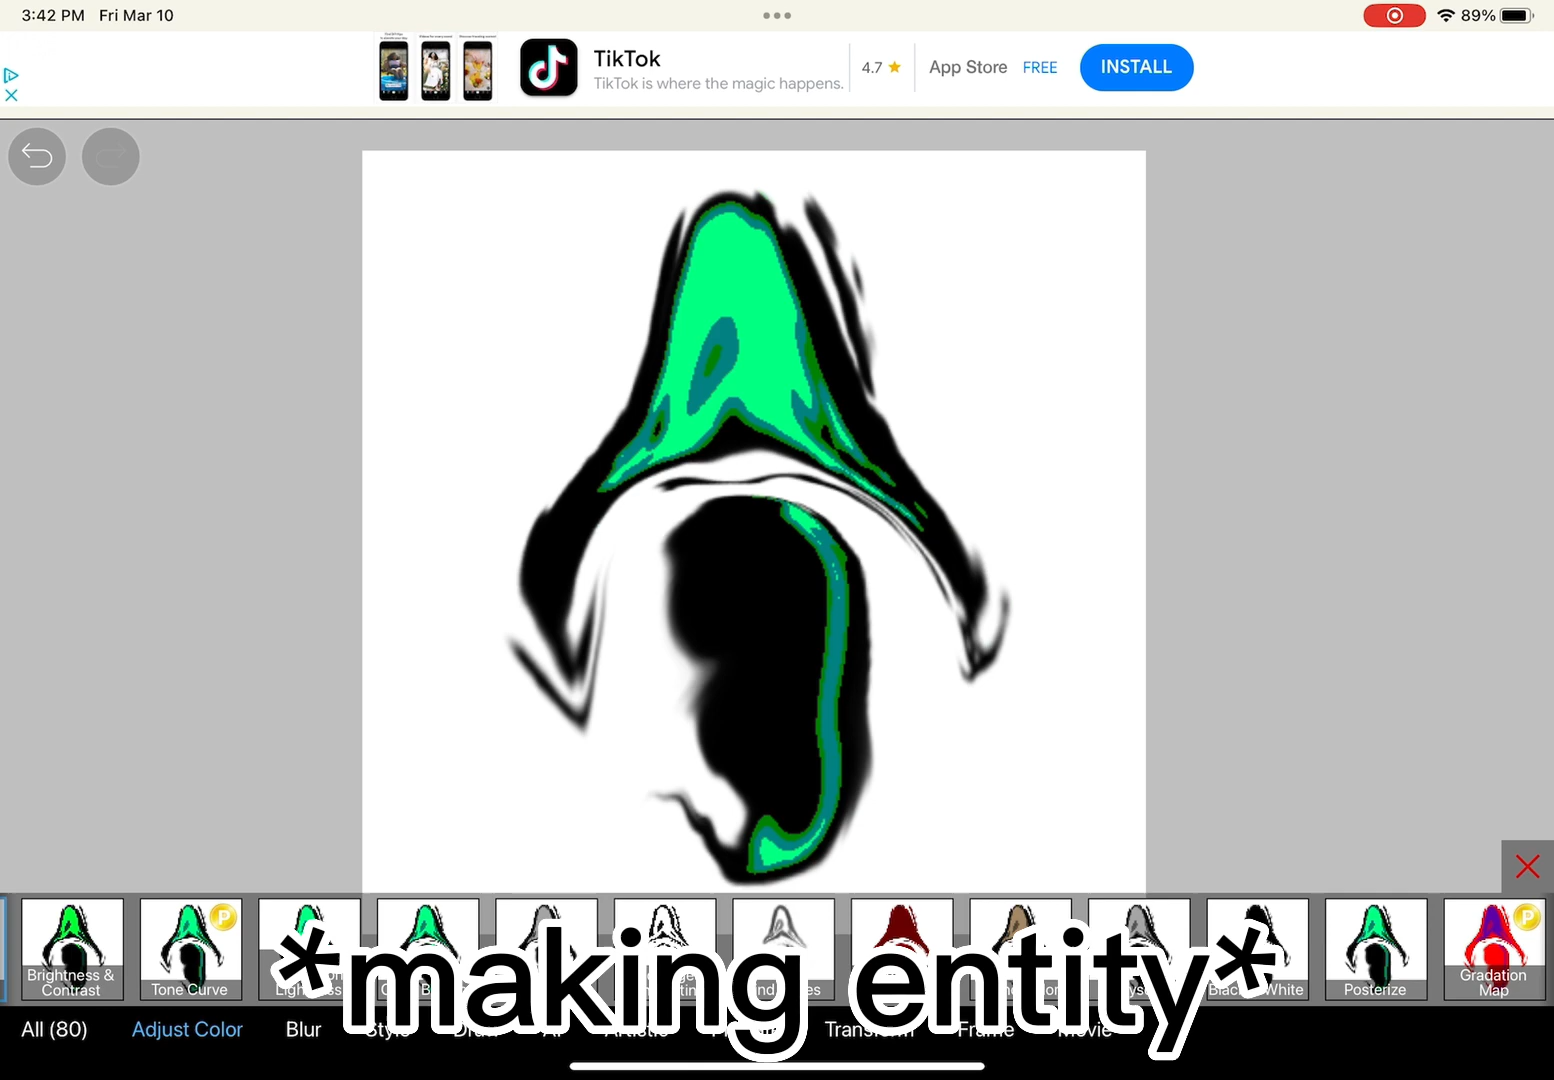 3:42 PM Fri Mar 10
89%
TikTok
TikTok is where the magic happens.
4.7
App Store
FREE
INSTALL
Brightness &
Contrast
Tone Curve
P
Posterize
Gradation
Map
P
*making entity*
All (80)
Adjust Color
Blur
Style
Transform
Frame
Movie